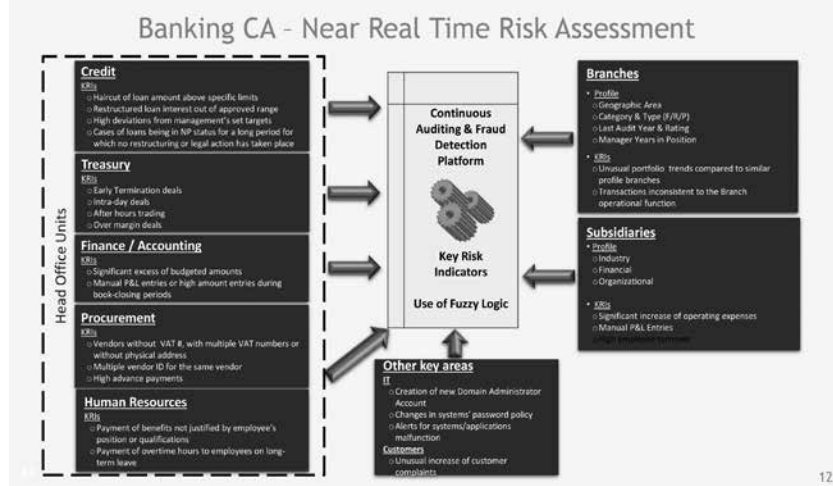 Banking CA - Near Real Time Risk Assessment
Head Office Units
Credit
KRIs
Haircut of loan amount above specific limits
Restructured loan interest out of approved range
High deviations from management's set targets
Cases of loans being in NP status for a long period for
which no restructuring or legal action has taken place
Treasury
KRIs
Early Termination deals
Intra-day deals
After hours trading
Over margin deals
Finance / Accounting
KRIs
Significant excess of budgeted amounts
Manual P&L entries or high amount entries during
book-closing periods
Procurement
KRIs
Vendors without VAT #, with multiple VAT numbers or
without physical address
Multiple vendor ID for the same vendor
High advance payments
Human Resources
KRIs
Payment of benefits not justified by employee's
position or qualifications
Payment of overtime hours to employees on long-
term leave
Continuous
Auditing & Fraud
Detection
Platform
Key Risk
Indicators
Use of Fuzzy Logic
Other key areas
IT
Creation of new Domain Administrator
Account
Changes in systems' password policy
Alerts for systems/applications
malfunction
Customers
Unusual increase of customer
complaints
Branches
• Profile
Geographic Area
Category & Type (F/R/P)
Last Audit Year & Rating
Manager Years in Position
• KRIs
Unusual portfolio trends compared to similar
profile branches
Transactions inconsistent to the Branch
operational function
Subsidiaries
• Profile
Industry
Financial
Organizational
• KRIs
Significant increase of operating expenses
Manual P&L Entries
High employee turnover
12